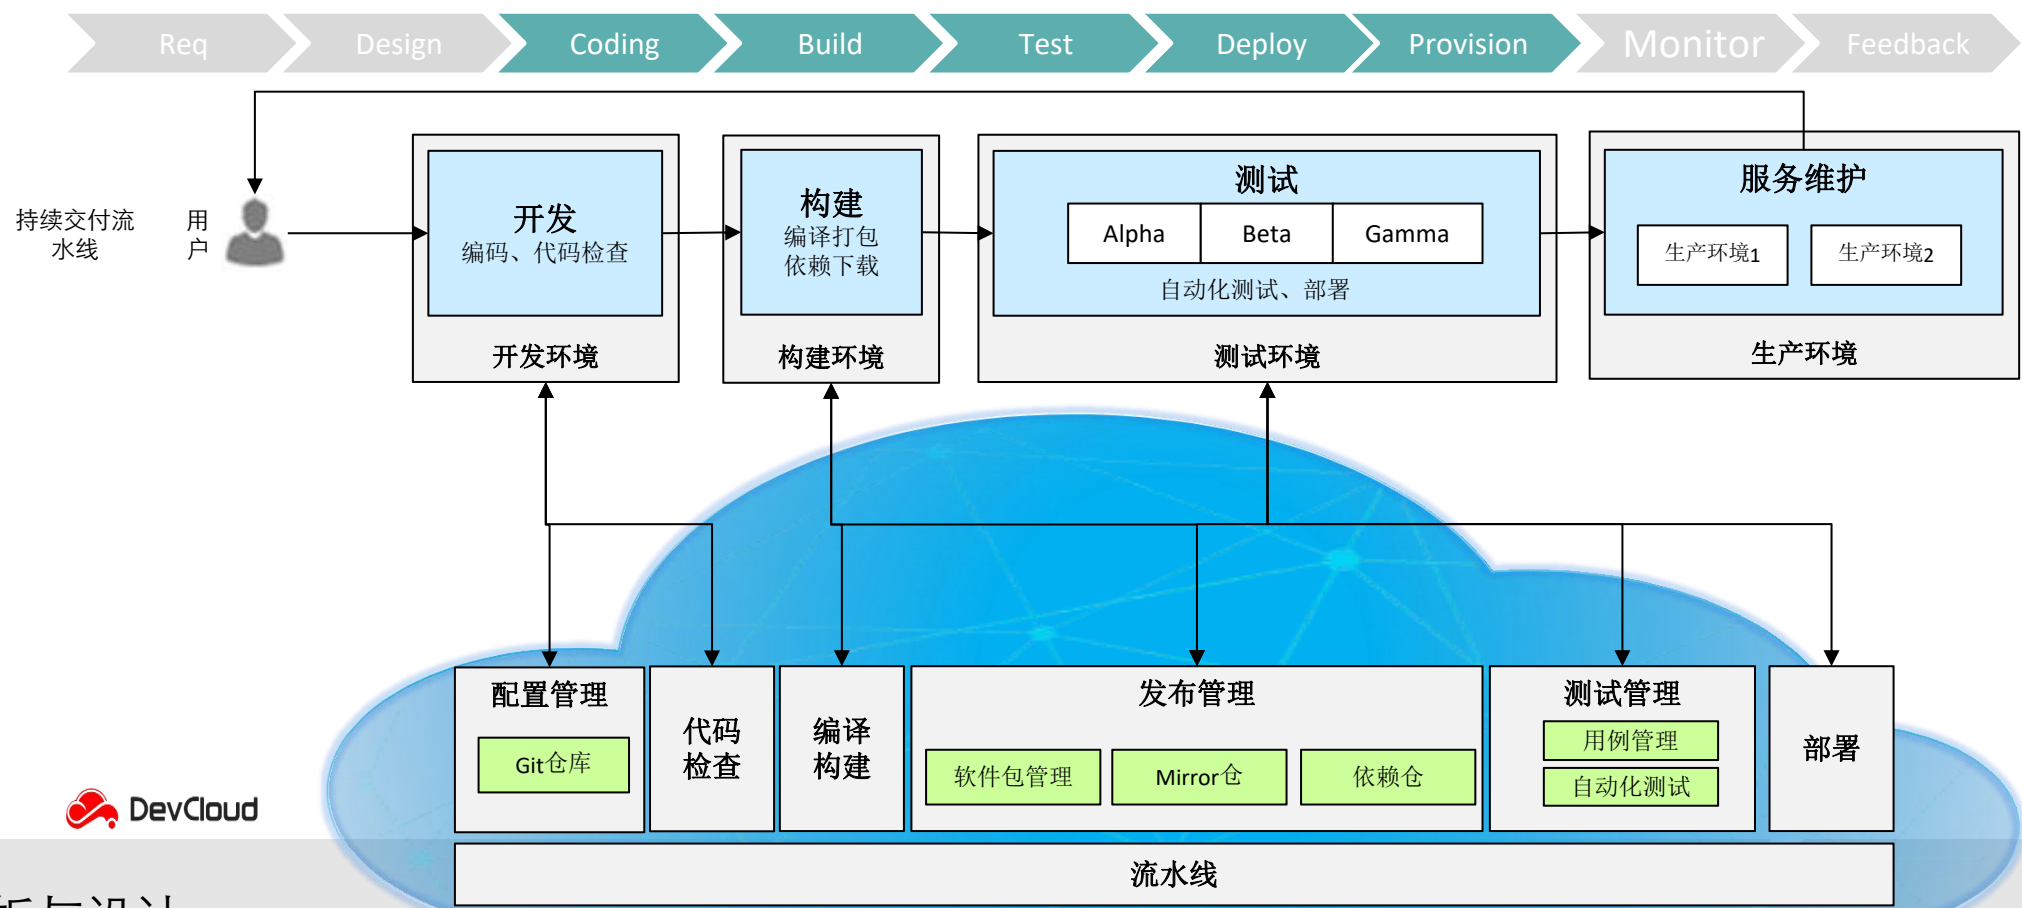 Req
Design
Coding
Build
Test
Deploy
Provision
Monitor
Feedback
持续交付流
水线
用
户
开发
编码、代码检查
开发环境
构建
编译打包
依赖下载
构建环境
测试
Alpha
Beta
Gamma
自动化测试、部署
测试环境
服务维护
生产环境1
生产环境2
生产环境
配置管理
Git仓库
代码
检查
编译
构建
发布管理
软件包管理
Mirror仓
依赖仓
测试管理
用例管理
自动化测试
部署
流水线
DevCloud